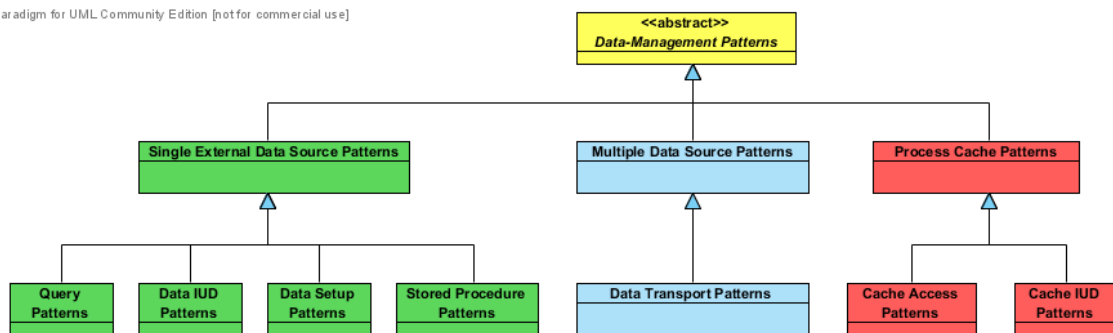 aradigm for UML Community Edition [not for commercial use]
<<abstract>>
Data-Management Patterns
Single External Data Source Patterns
Multiple Data Source Patterns
Process Cache Patterns
Query
Patterns
Data IUD
Patterns
Data Setup
Patterns
Stored Procedure
Patterns
Data Transport Patterns
Cache Access
Patterns
Cache IUD
Patterns